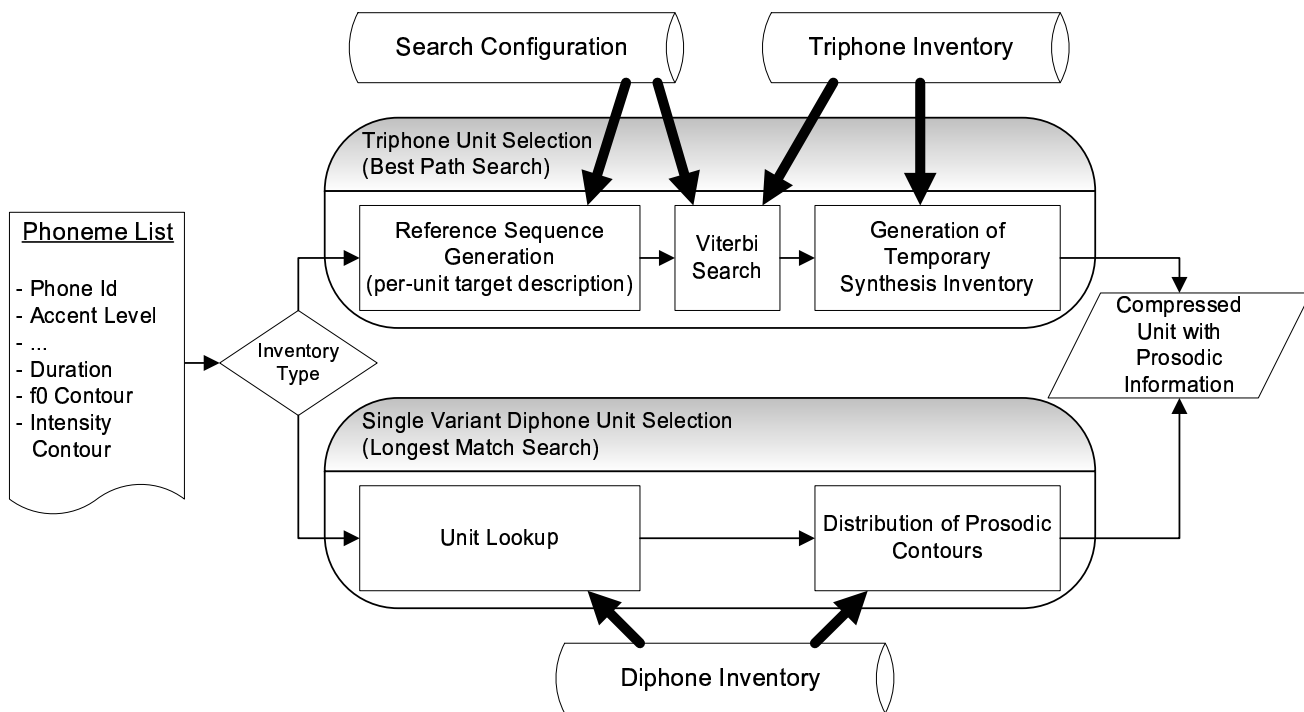 Search Configuration
Triphone Inventory
Triphone Unit Selection
(Best Path Search)
Phoneme List
- Phone Id
- Accent Level
- ...
- Duration
- f0 Contour
- Intensity
Contour
Inventory
Type
Reference Sequence
Generation
(per-unit target description)
Viterbi
Search
Generation of
Temporary
Synthesis Inventory
Compressed
Unit with
Prosodic
Information
Single Variant Diphone Unit Selection
(Longest Match Search)
Unit Lookup
Distribution of Prosodic
Contours
Diphone Inventory